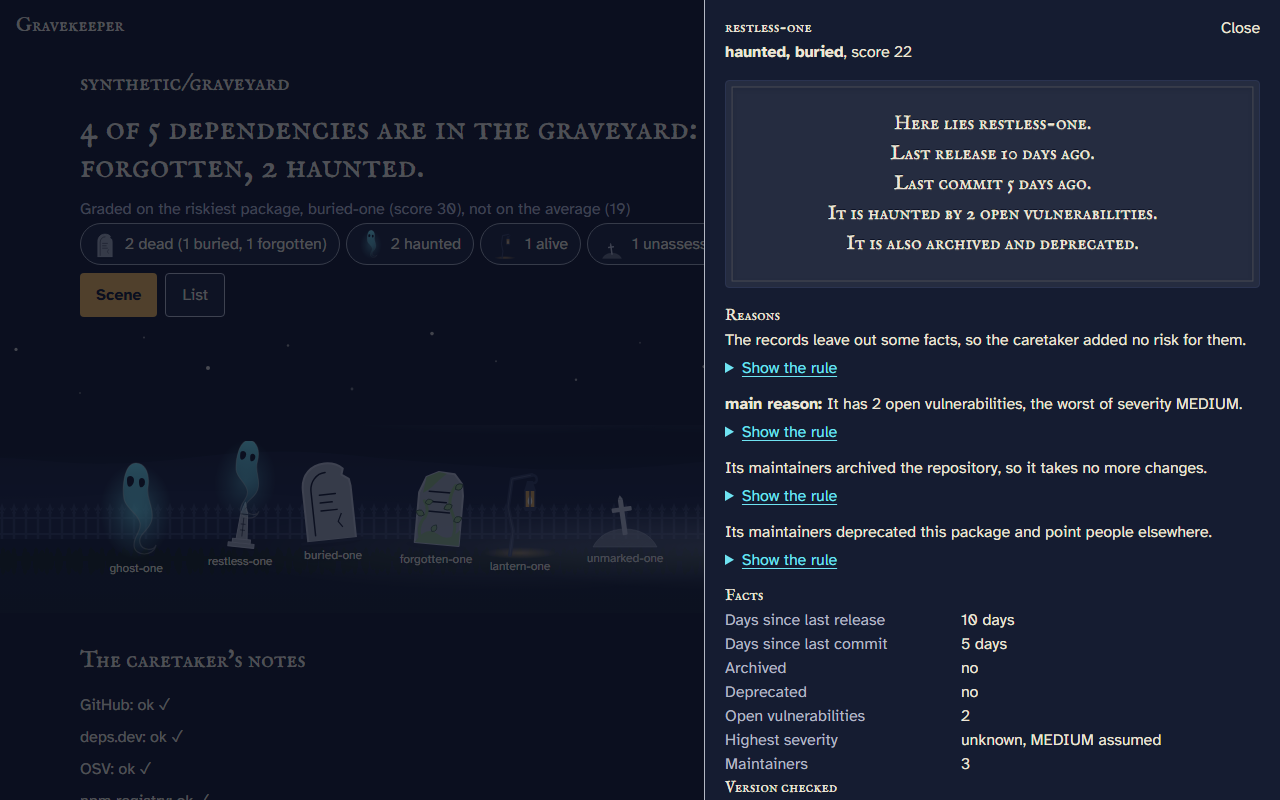 Gravekeeper
synthetic/graveyard
4 of 5 dependencies are in the graveyard:
forgotten, 2 haunted.
Graded on the riskiest package, buried-one (score 30), not on the average (19)
2 dead (1 buried, 1 forgotten)
2 haunted
1 alive
1 unassess
Scene
List
ghost-one
restless-one
buried-one
forgotten-one
lantern-one
unmarked-one
The caretaker's notes
GitHub: ok ✓
deps.dev: ok ✓
OSV: ok ✓
npm registry: ok ✓
restless-one
Close
haunted, buried, score 22
Here lies restless-one.
Last release 10 days ago.
Last commit 5 days ago.
It is haunted by 2 open vulnerabilities.
It is also archived and deprecated.
Reasons
The records leave out some facts, so the caretaker added no risk for them.
Show the rule
main reason: It has 2 open vulnerabilities, the worst of severity MEDIUM.
Show the rule
Its maintainers archived the repository, so it takes no more changes.
Show the rule
Its maintainers deprecated this package and point people elsewhere.
Show the rule
Facts
Days since last release 10 days
Days since last commit 5 days
Archived no
Deprecated no
Open vulnerabilities 2
Highest severity unknown, MEDIUM assumed
Maintainers 3
Version checked